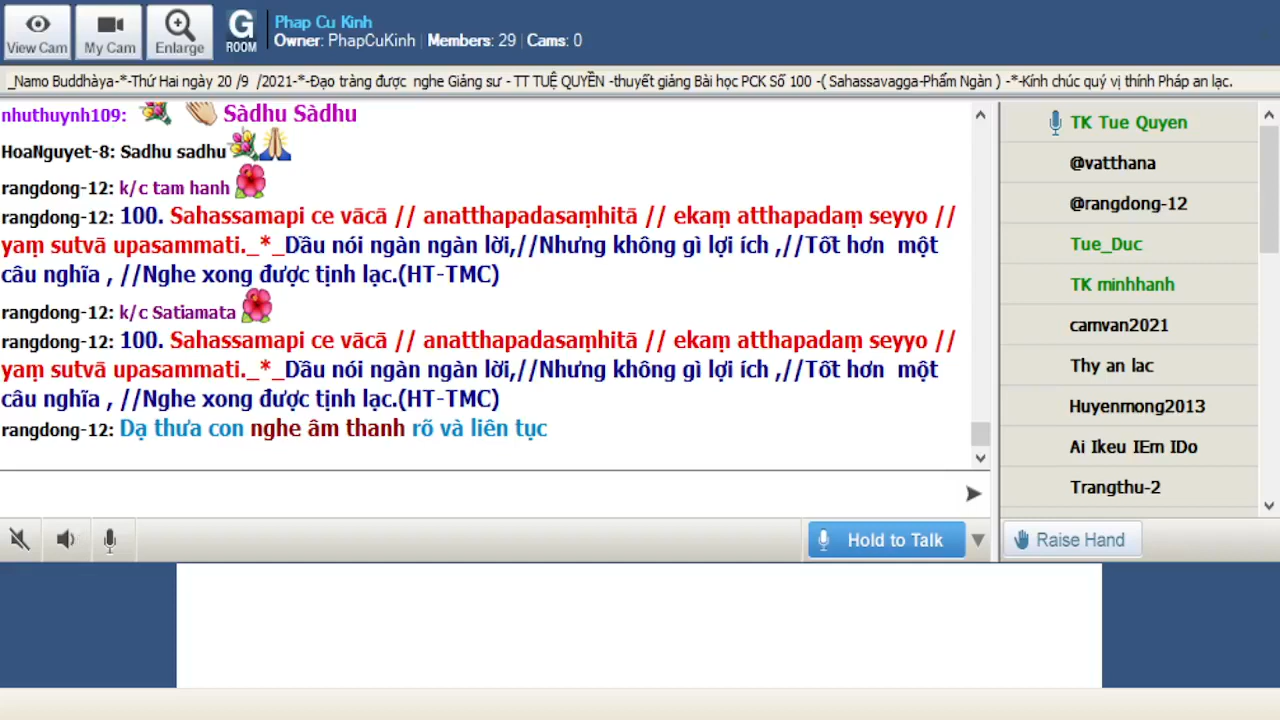 View Cam
My Cam
Enlarge
G
ROOM
Phap Cu Kinh
Owner: PhapCuKinh | Members: 29 | Cams: 0
_Namo Buddhàya-*-Thứ Hai ngày 20 /9 /2021-*-Đạo tràng được nghe Giảng sư - TT TUỆ QUYỀN -thuyết giảng Bài học PCK Số 100 -( Sahassavagga-Phẩm Ngàn ) -*-Kính chúc quý vị thính Pháp an lạc.
nhuthuynh109: Sàdhu Sàdhu
HoaNguyet-8: Sadhu sadhu
rangdong-12: k/c tam hanh
rangdong-12: 100. Sahassamapi ce vācā // anatthapadasaṃhitā // ekaṃ atthapadaṃ seyyo //
yaṃ sutvā upasammati._*_Dầu nói ngàn ngàn lời,//Nhưng không gì lợi ích ,//Tốt hơn một
câu nghĩa , //Nghe xong được tịnh lạc.(HT-TMC)
rangdong-12: k/c Satiamata
rangdong-12: 100. Sahassamapi ce vācā // anatthapadasaṃhitā // ekaṃ atthapadaṃ seyyo //
yaṃ sutvā upasammati._*_Dầu nói ngàn ngàn lời,//Nhưng không gì lợi ích ,//Tốt hơn một
câu nghĩa , //Nghe xong được tịnh lạc.(HT-TMC)
rangdong-12: Dạ thưa con nghe âm thanh rõ và liên tục
TK Tue Quyen
@vatthana
@rangdong-12
Tue_Duc
TK minhhanh
camvan2021
Thy an lac
Huyenmong2013
Ai Ikeu IEm IDo
Trangthu-2
Hold to Talk
Raise Hand